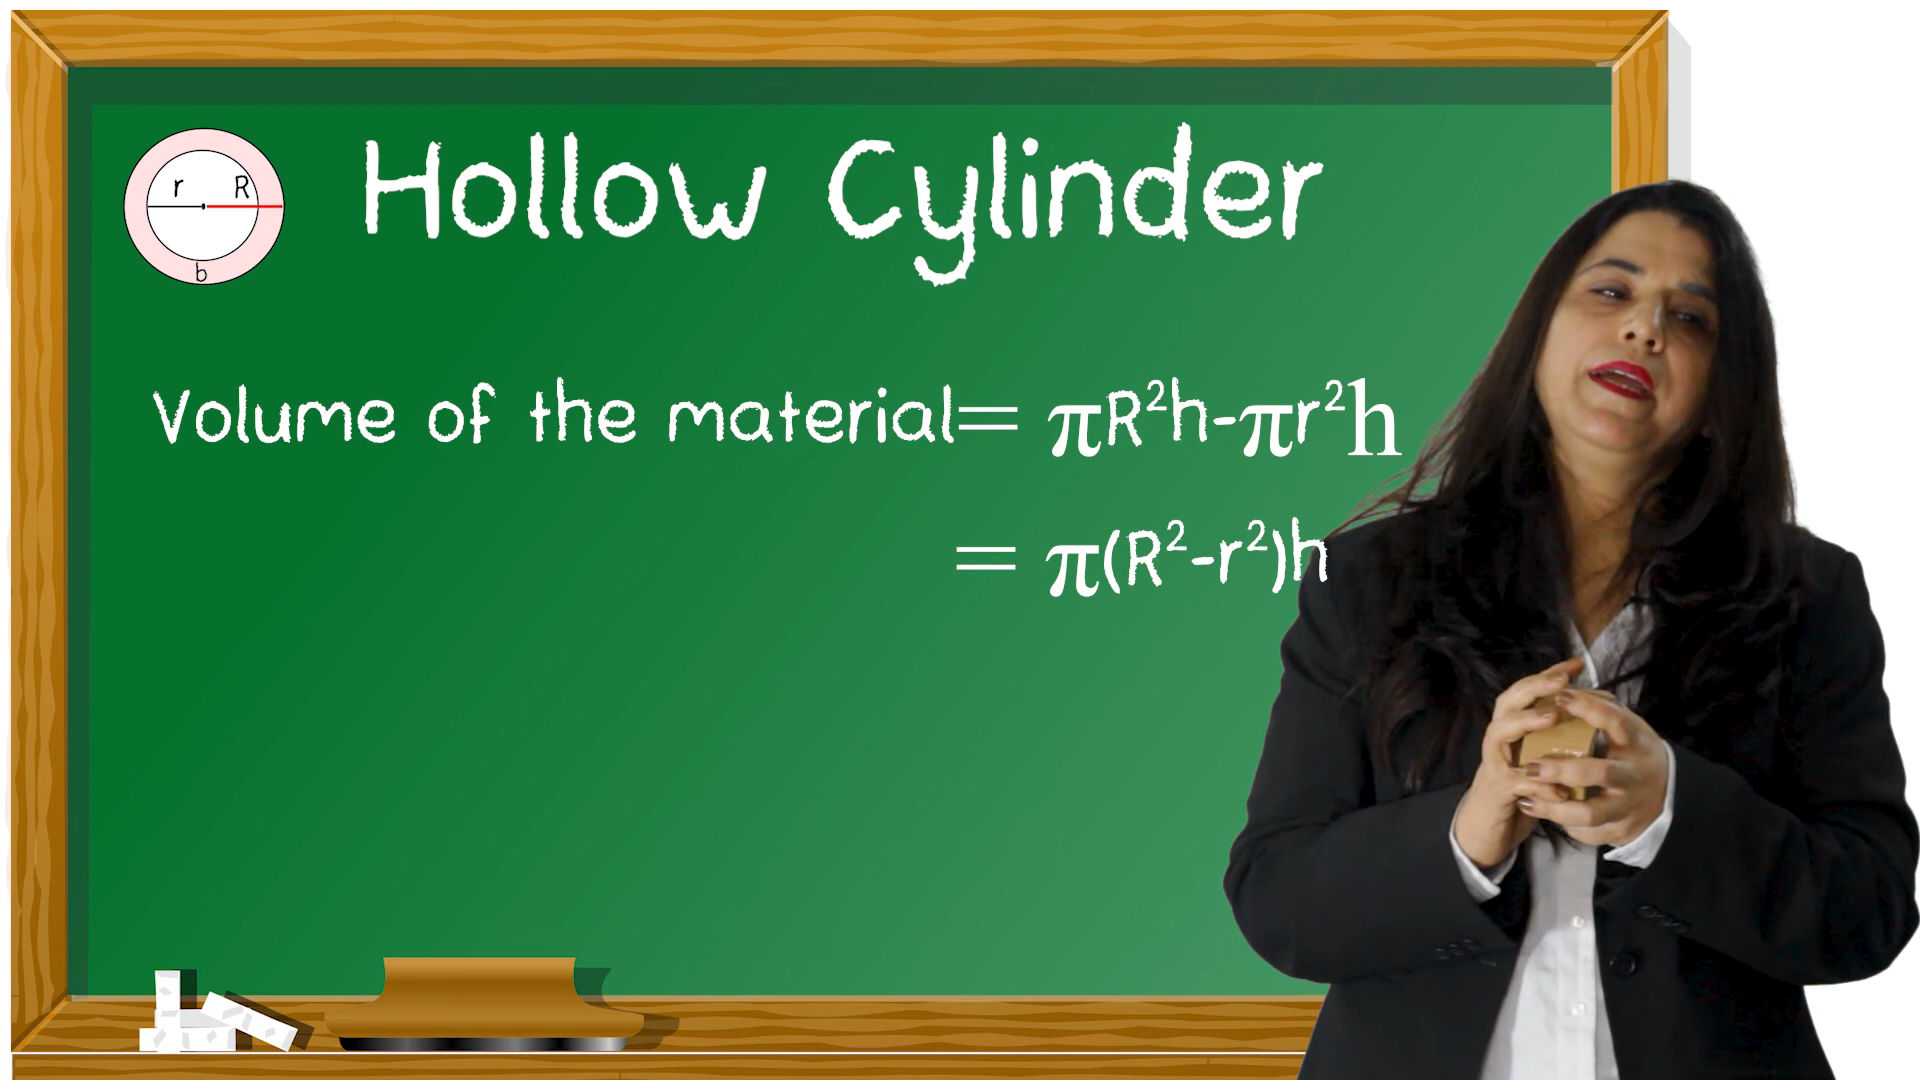 Hollow Cylinder
r R
b
Volume of the material= πR²h-πr²h
= π(R²-r²)h